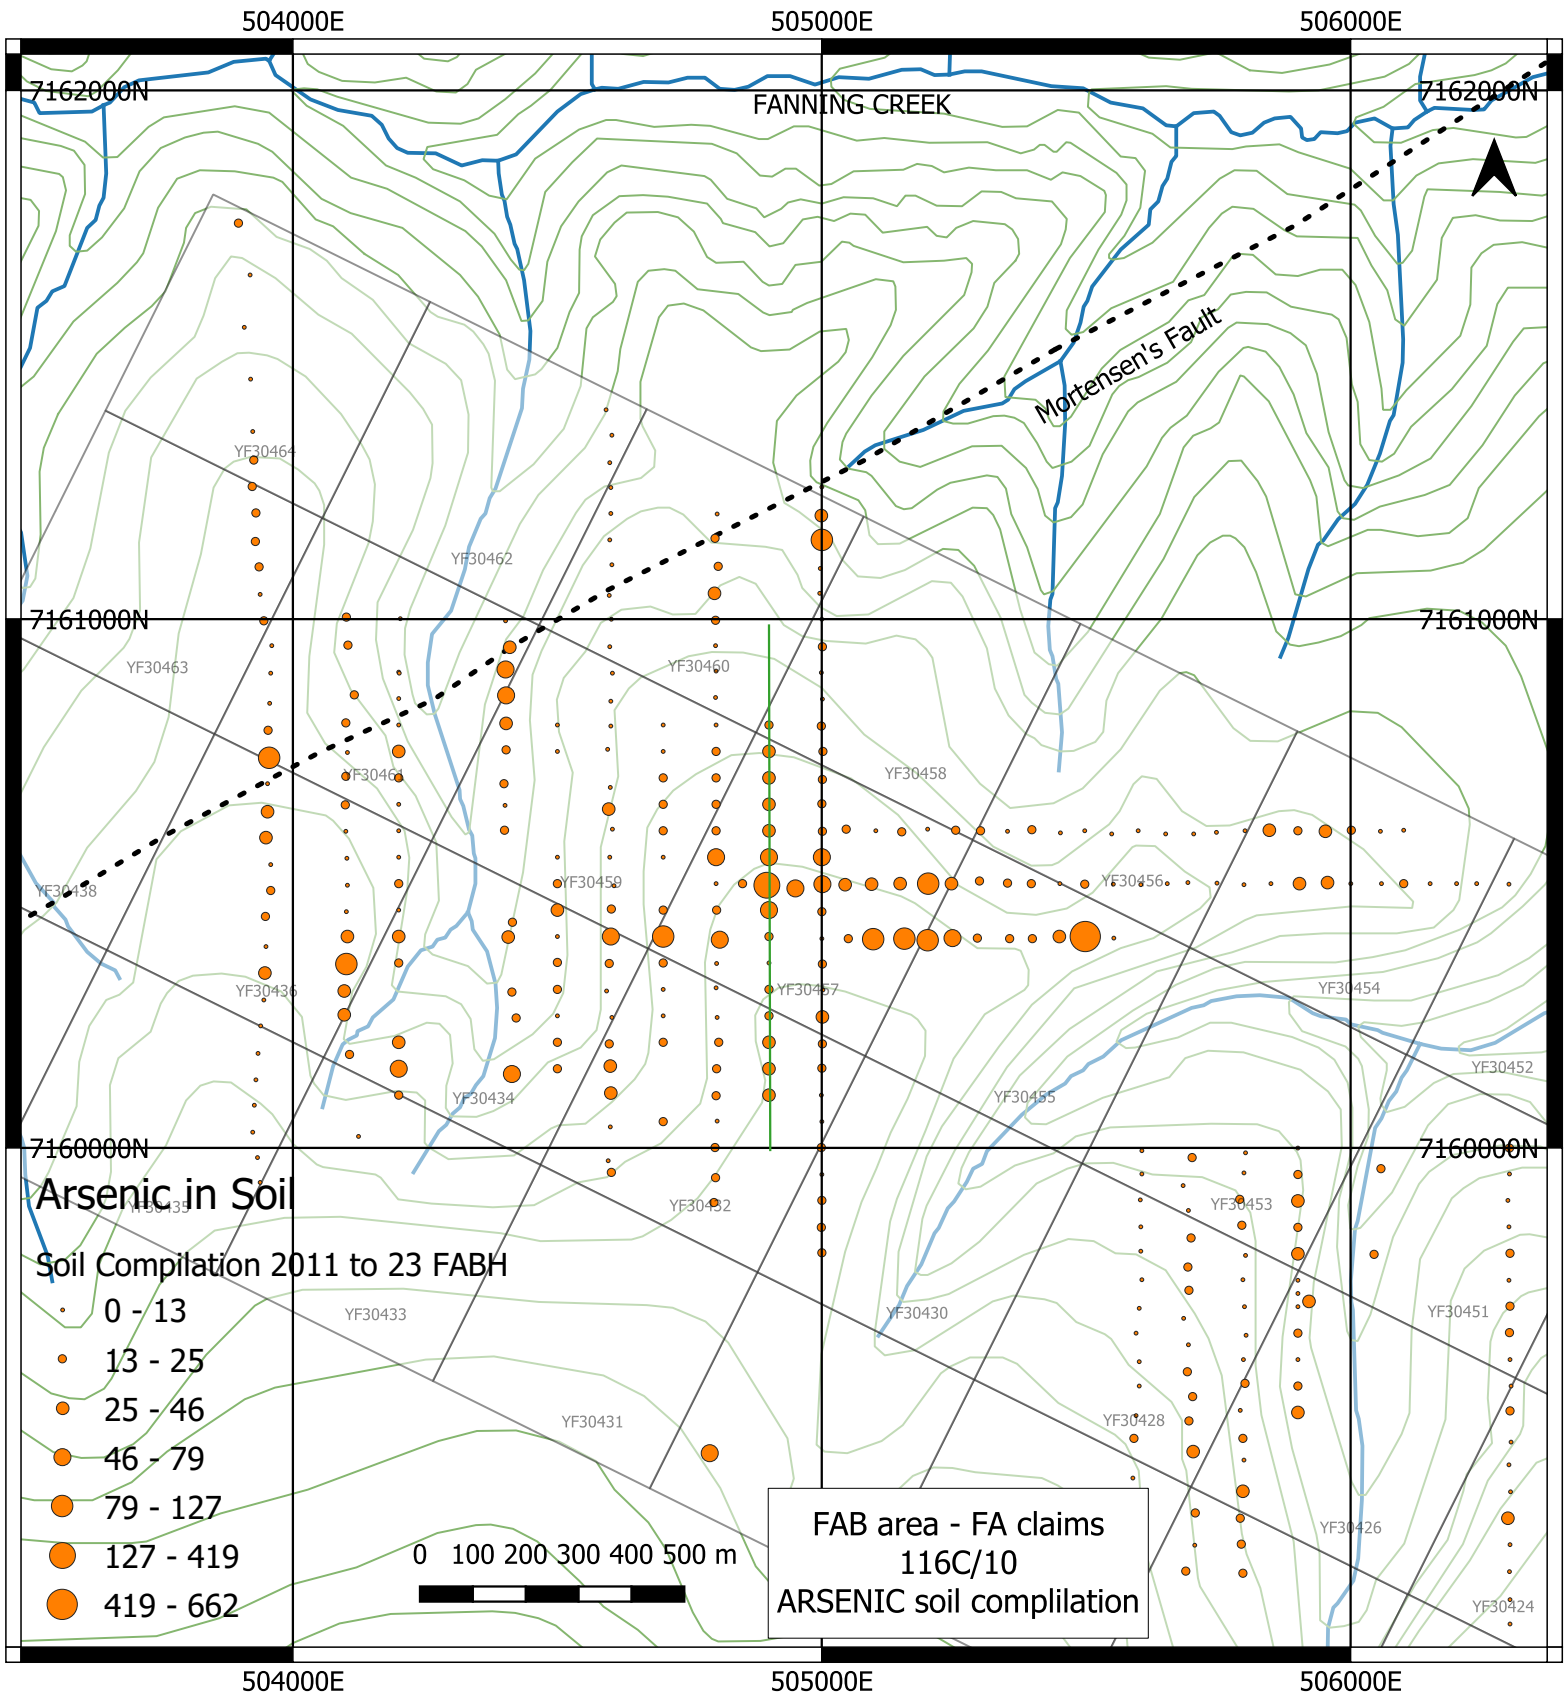 504000E 505000E 506000E
7162000N 7162000N
FANNING CREEK
Mortensen's Fault
YF30464
YF30462
7161000N 7161000N
YF30463 YF30460
YF30461 YF30458
YF30438 YF30459 YF30456
YF30436 YF30457 YF30454
YF30434 YF30455 YF30452
7160000N 7160000N
Arsenic in Soil
YF30435 YF30432 YF30453
Soil Compilation 2011 to 23 FABH
YF30433 YF30430 YF30451
0 - 13
13 - 25
25 - 46
46 - 79
79 - 127
127 - 419
419 - 662
YF30431 YF30428
YF30426
YF30424
0 100 200 300 400 500 m
FAB area - FA claims
116C/10
ARSENIC soil complilation
504000E 505000E 506000E